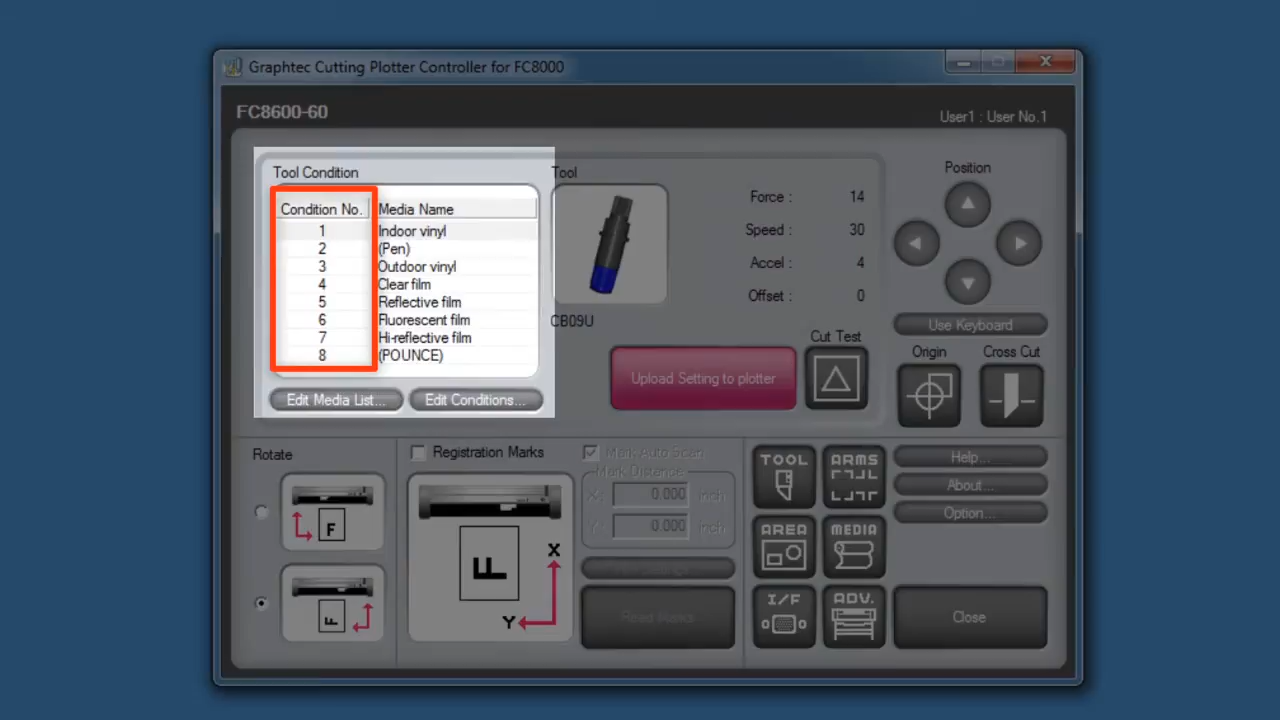 Graphtec Cutting Plotter Controller for FC8000
FC8600-60
User1 : User No.1
Tool Condition
Condition No. Media Name
1 Indoor vinyl
2 (Pen)
3 Outdoor vinyl
4 Clear film
5 Reflective film
6 Fluorescent film
7 Hi-reflective film
8 (POUNCE)
Edit Media List...
Edit Conditions...
Tool
CB09U
Force : 14
Speed : 30
Accel : 4
Offset : 0
Upload Setting to plotter
Cut Test
Position
Use Keyboard
Origin
Cross Cut
Rotate
F
F
Registration Marks
F
X
Y
Mark Auto Scan
Mark Distance
X : 0.000 inch
Y : 0.000 inch
Read Marks
TOOL
ARMS
AREA
MEDIA
I/F
ADV.
Help...
About...
Option...
Close